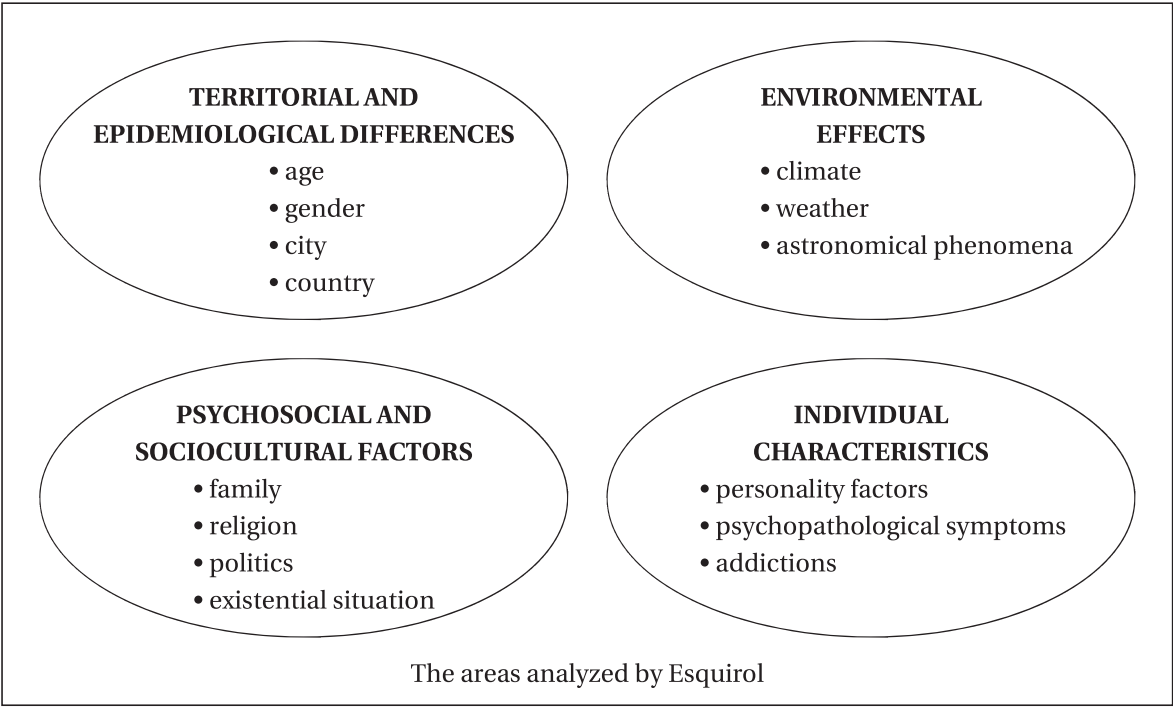 TERRITORIAL AND
EPIDEMIOLOGICAL DIFFERENCES
• age
• gender
• city
• country
ENVIRONMENTAL
EFFECTS
• climate
• weather
• astronomical phenomena
PSYCHOSOCIAL AND
SOCIOCULTURAL FACTORS
• family
• religion
• politics
• existential situation
INDIVIDUAL
CHARACTERISTICS
• personality factors
• psychopathological symptoms
• addictions
The areas analyzed by Esquirol